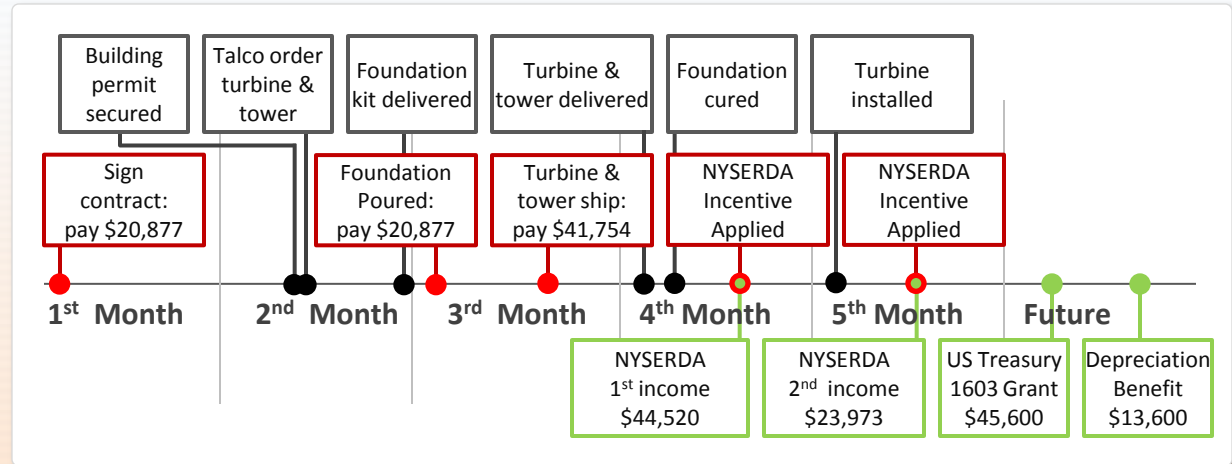 Building
permit
secured
Talco order
turbine &
tower
Foundation
kit delivered
Turbine &
tower delivered
Foundation
cured
Turbine
installed
Sign
contract:
pay $20,877
Foundation
Poured:
pay $20,877
Turbine &
tower ship:
pay $41,754
NYSERDA
Incentive
Applied
NYSERDA
Incentive
Applied
1st Month
2nd Month
3rd Month
4th Month
5th Month
Future
NYSERDA
1st income
$44,520
NYSERDA
2nd income
$23,973
US Treasury
1603 Grant
$45,600
Depreciation
Benefit
$13,600